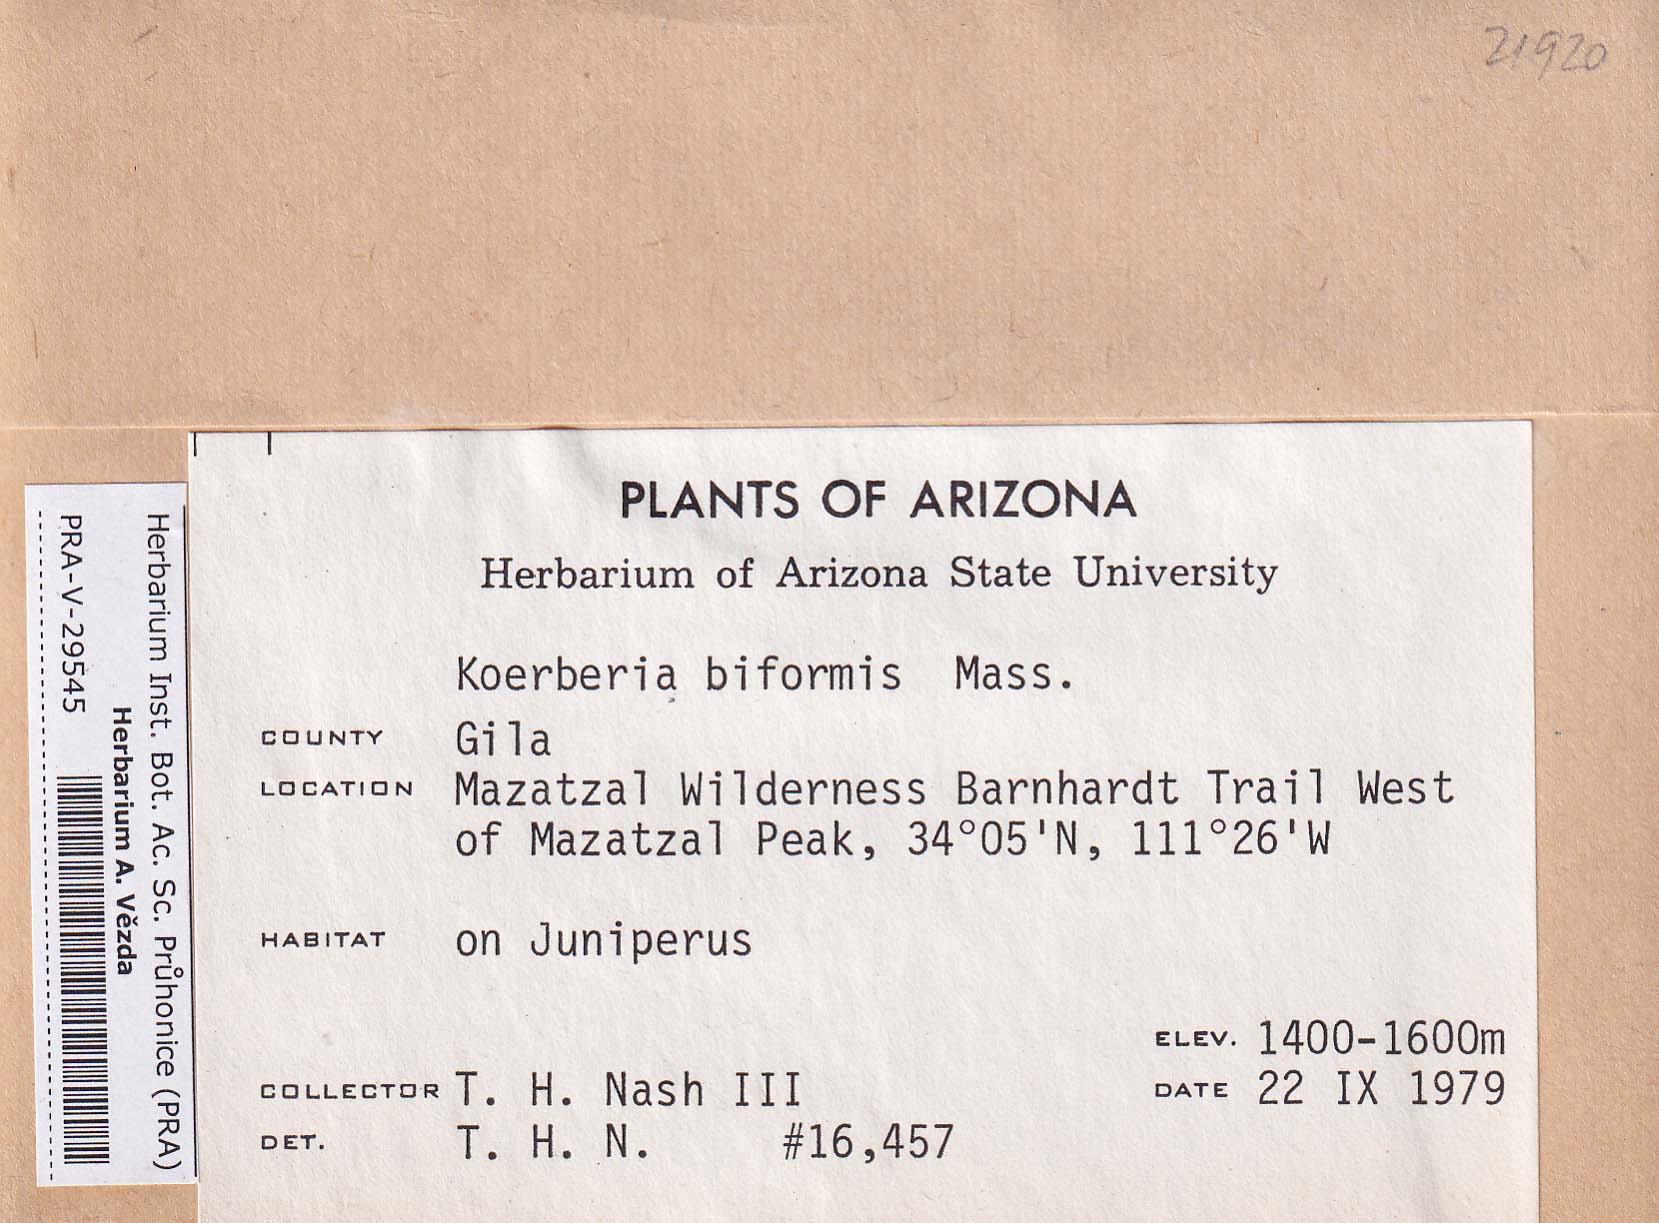 21920
PLANTS OF ARIZONA
Herbarium of Arizona State University
Koerberia biformis Mass.
COUNTY Gila
LOCATION Mazatzal Wilderness Barnhardt Trail West
of Mazatzal Peak, 34°05'N, 111°26'W
HABITAT on Juniperus
ELEV. 1400-1600m
COLLECTOR T. H. Nash III DATE 22 IX 1979
DET. T. H. N. #16,457
Herbarium Inst. Bot. Ac. Sc. Průhonice (PRA)
Herbarium A. Vězda
PRA-V-29545